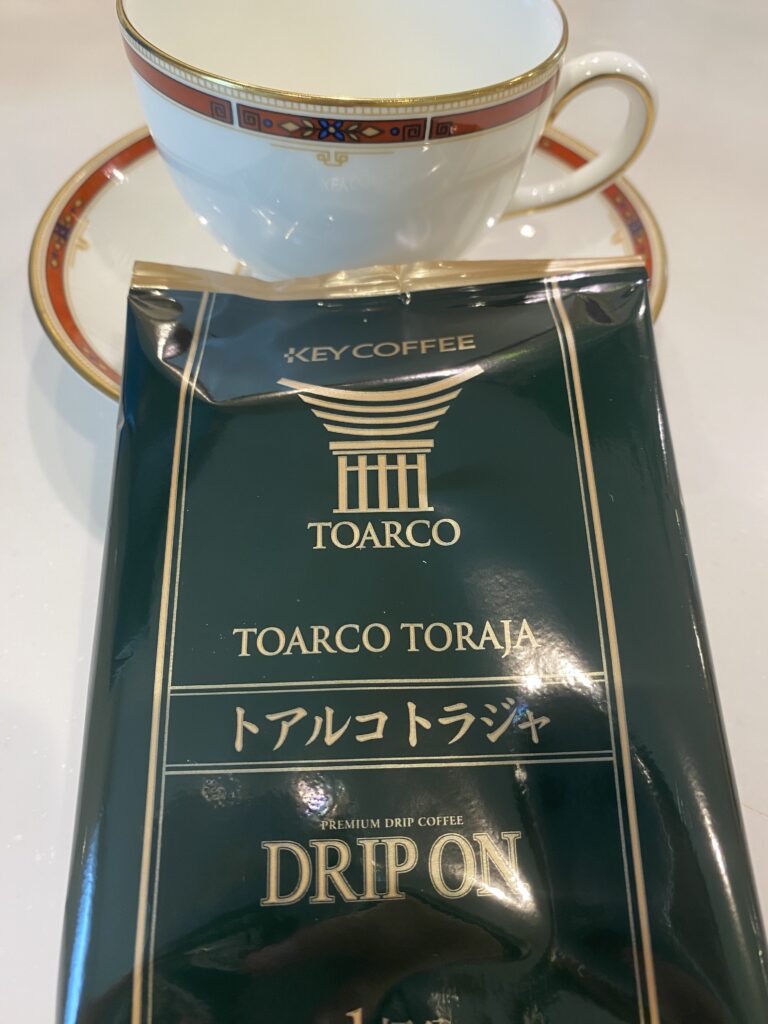 KEY COFFEE
TOARCO
TOARCO TORAJA
トアルコ トラジャ
PREMIUM DRIP COFFEE
DRIP ON